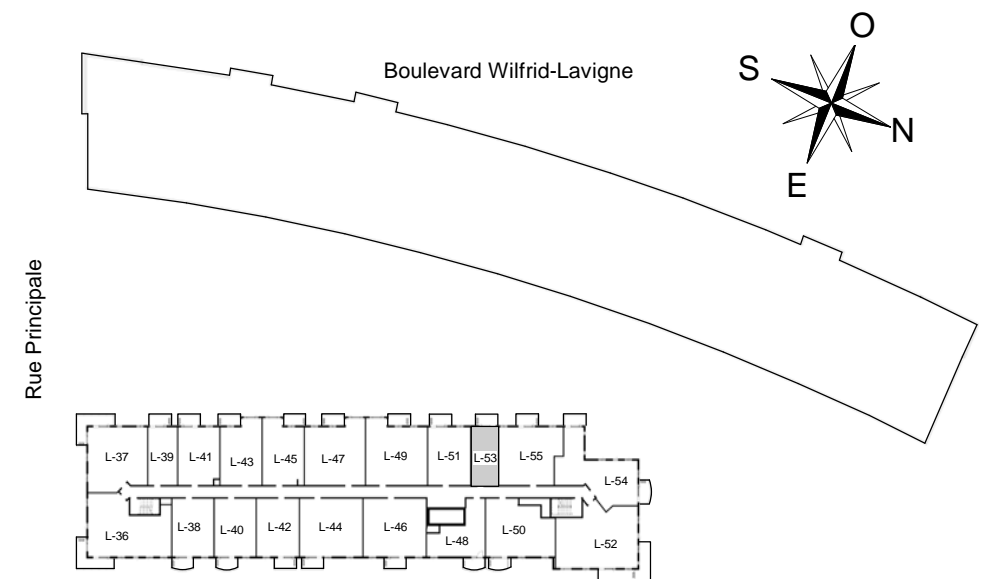 Boulevard Wilfrid-Lavigne
O
S
N
E
Rue Principale
L-37
L-39
L-41
L-43
L-45
L-47
L-49
L-51
L-53
L-55
L-54
L-36
L-38
L-40
L-42
L-44
L-46
L-48
L-50
L-52